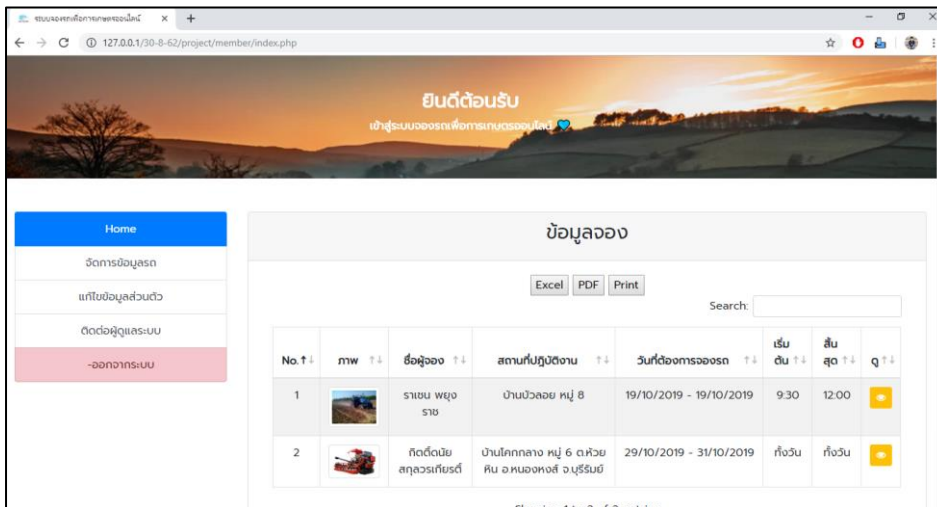 ระบบจองรถเพื่อการเกษตรออนไลน์
127.0.0.1/30-8-62/project/member/index.php
ยินดีต้อนรับ
เข้าสู่ระบบจองรถเพื่อการเกษตรออนไลน์
Home
จัดการข้อมูลรถ
แก้ไขข้อมูลส่วนตัว
ติดต่อผู้ดูแลระบบ
-ออกจากระบบ
ข้อมูลจอง
Excel PDF Print
Search:
No. ภาพ ชื่อผู้จอง สถานที่ปฏิบัติงาน วันที่ต้องการจองรถ เริ่มต้น สิ้นสุด ดู
1 ราเชน พยุง บ้านบัวลอย หมู่ 8 19/10/2019 - 19/10/2019 9:30 12:00
ราช
2 กิตติ์ดนัย บ้านโคกกลาง หมู่ 6 ต.ห้วย 29/10/2019 - 31/10/2019 ทั้งวัน ทั้งวัน
สกุลวรเกียรติ์ หิน อ.หนองหงส์ จ.บุรีรัมย์